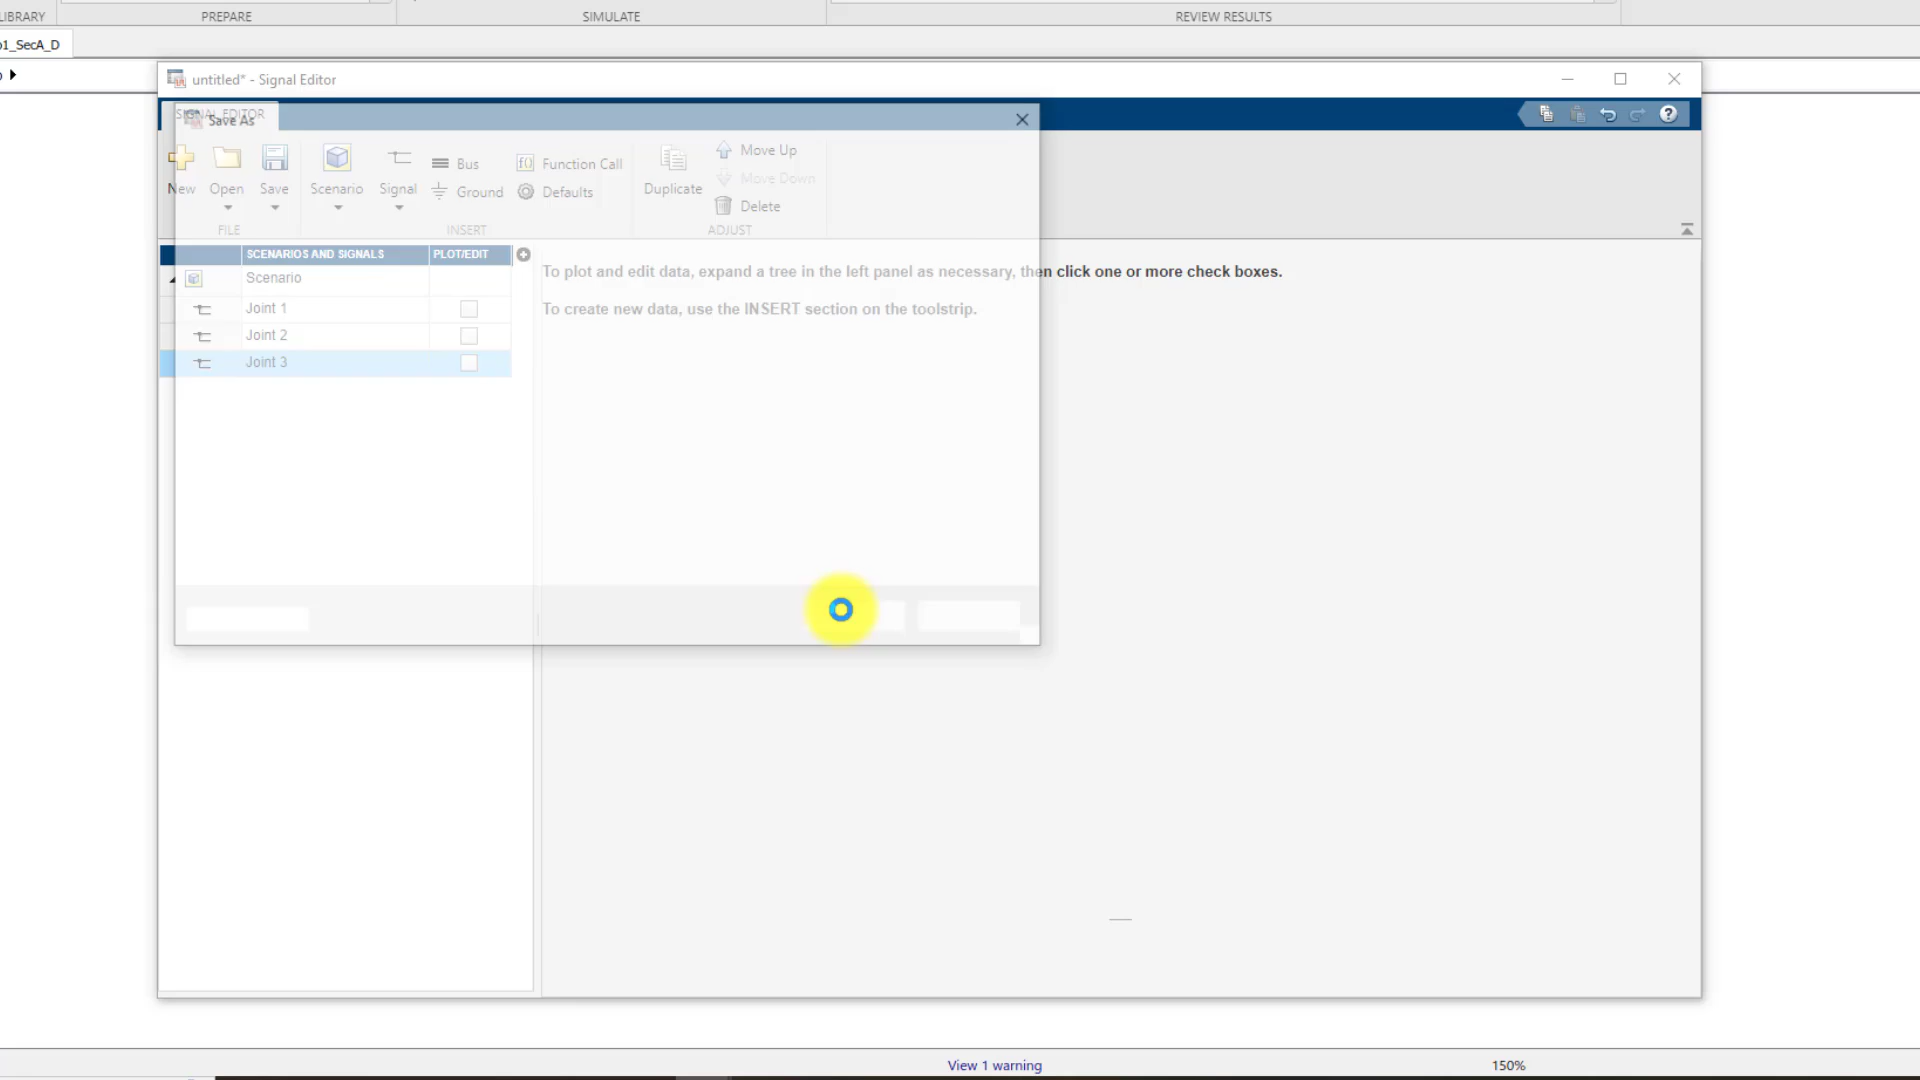 LIBRARY
PREPARE
SIMULATE
REVIEW RESULTS
1_SecA_D
untitled* - Signal Editor
SIGNAL EDITOR
Save As
New
Open
Save
Scenario
Signal
Bus
Ground
Function Call
Defaults
Duplicate
Move Up
Move Down
Delete
FILE
INSERT
ADJUST
SCENARIOS AND SIGNALS
PLOT/EDIT
Scenario
Joint 1
Joint 2
Joint 3
To plot and edit data, expand a tree in the left panel as necessary, then click one or more check boxes.
To create new data, use the INSERT section on the toolstrip.
View 1 warning
150%